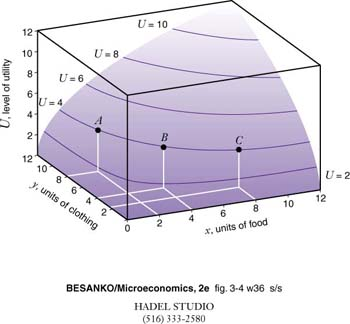 U = 10
12
U = 8
10
U, level of utility
8
U = 6
6
U = 4
A
4
B
C
2
12
10
U = 2
8
y, units of clothing
6
4
2
0
2
4
6
8
10
12
x, units of food
BESANKO/Microeconomics, 2e fig. 3-4 w36 s/s
HADEL STUDIO
(516) 333-2580